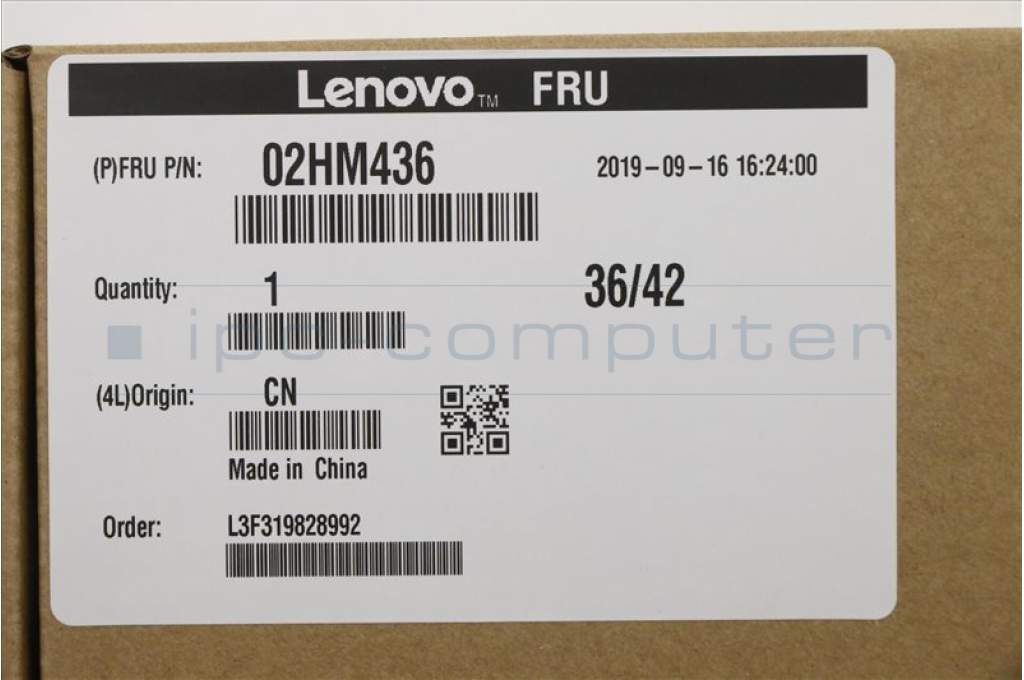 Lenovo™ FRU
(P)FRU P/N: 02HM436 2019-09-16 16:24:00
Quantity: 1 36/42
ipc-computer
(4L)Origin: CN
Made in China
Order: L3F319828992